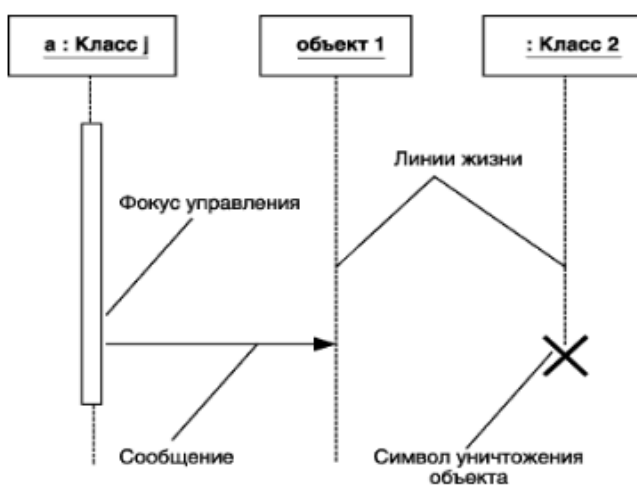 а : Класс j
объект 1
: Класс 2
Линии жизни
Фокус управления
Сообщение
Символ уничтожения
объекта